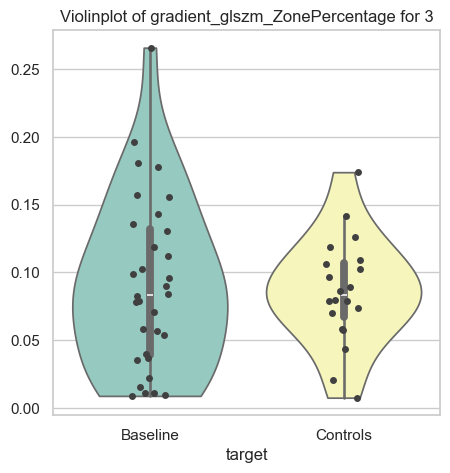 Violinplot of gradient_glszm_ZonePercentage for 3
0.25
0.20
0.15
0.10
0.05
0.00
Baseline
Controls
target